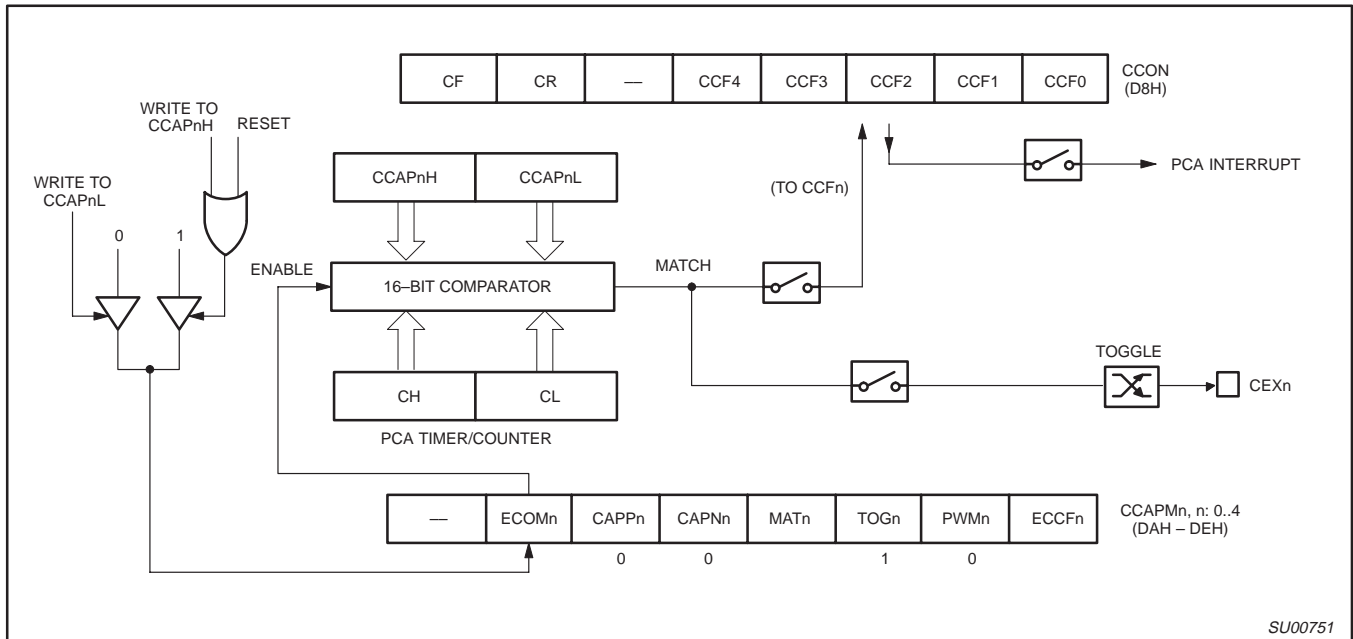 CF CR — CCF4 CCF3 CCF2 CCF1 CCF0
CCON
(D8H)
WRITE TO
CCAPnH
RESET
WRITE TO
CCAPnL
0
1
CCAPnH CCAPnL
(TO CCFn)
PCA INTERRUPT
ENABLE
16–BIT COMPARATOR
MATCH
CH CL
PCA TIMER/COUNTER
TOGGLE
CEXn
— ECOMn CAPPn CAPNn MATn TOGn PWMn ECCFn
CCAPMn, n: 0..4
(DAH – DEH)
0 0 1 0
SU00751